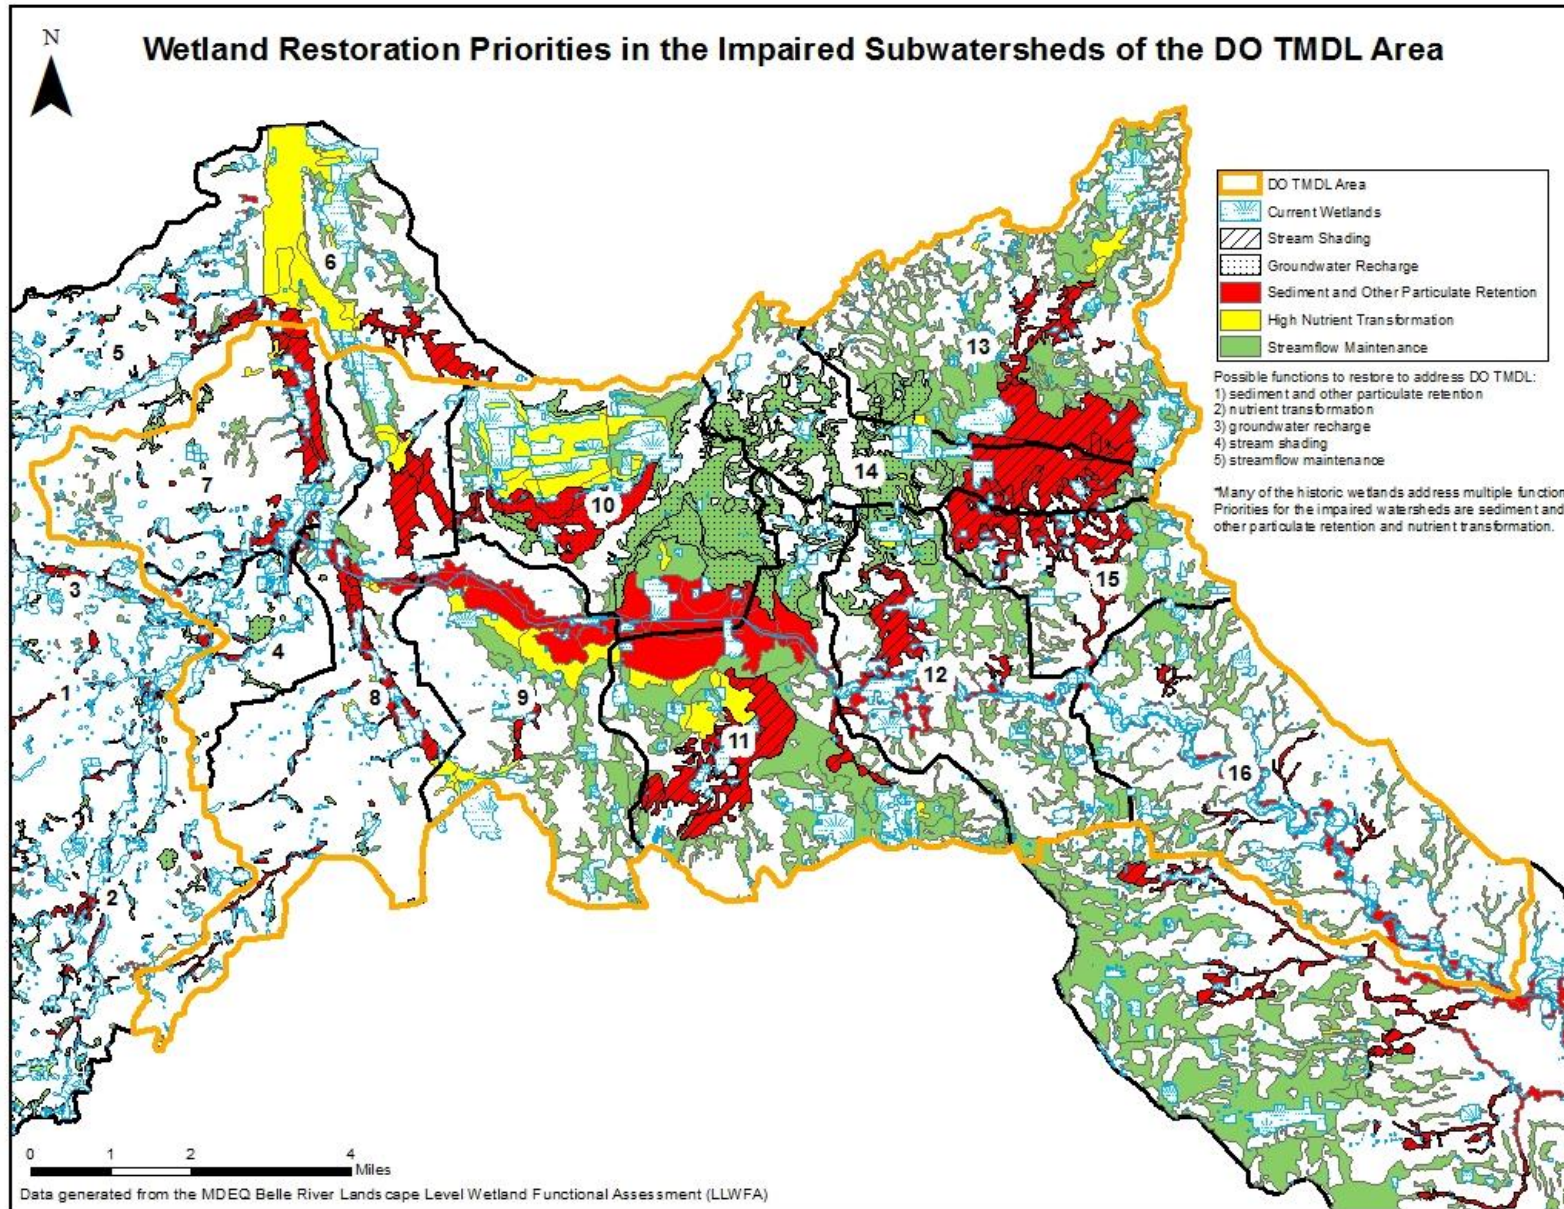 N
Wetland Restoration Priorities in the Impaired Subwatersheds of the DO TMDL Area
DO TMDL Area
Current Wetlands
Stream Shading
Groundwater Recharge
Sediment and Other Particulate Retention
High Nutrient Transformation
Streamflow Maintenance
Possible functions to restore to address DO TMDL:
1) sediment and other particulate retention
2) nutrient transformation
3) groundwater recharge
4) stream shading
5) streamflow maintenance
*Many of the historic wetlands address multiple function
Priorities for the impaired watersheds are sediment and
other particulate retention and nutrient transformation.
6
5
13
7
14
10
3
15
4
1
8
9
12
11
16
2
0 1 2 4
Miles
Data generated from the MDEQ Belle River Landscape Level Wetland Functional Assessment (LLWFA)